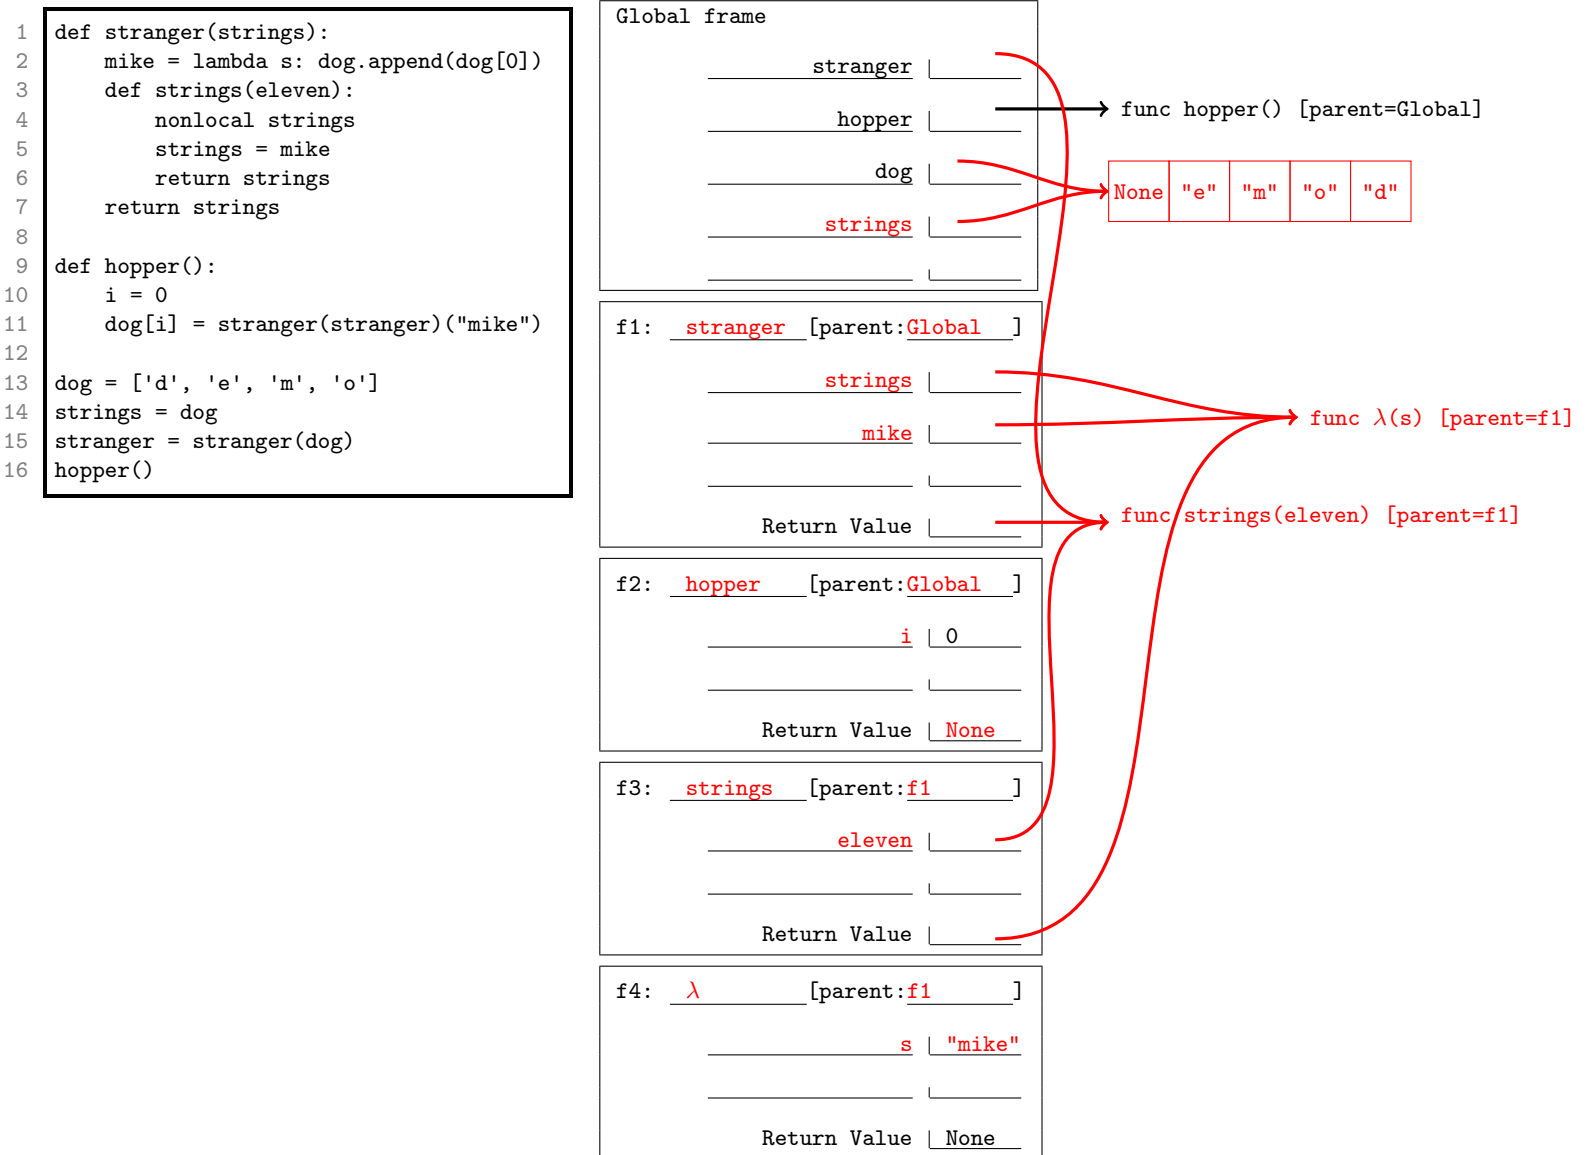 1 def stranger(strings):
2     mike = lambda s: dog.append(dog[0])
3     def strings(eleven):
4         nonlocal strings
5         strings = mike
6         return strings
7     return strings
8
9 def hopper():
10     i = 0
11     dog[i] = stranger(stranger)("mike")
12
13 dog = ['d', 'e', 'm', 'o']
14 strings = dog
15 stranger = stranger(dog)
16 hopper()
Global frame
stranger
hopper
func hopper() [parent=Global]
dog
None "e" "m" "o" "d"
strings
f1: stranger [parent:Global ]
strings
mike
func λ(s) [parent=f1]
Return Value
func strings(eleven) [parent=f1]
f2: hopper [parent:Global ]
i 0
Return Value None
f3: strings [parent:f1 ]
eleven
Return Value
f4: λ [parent:f1 ]
s "mike"
Return Value None